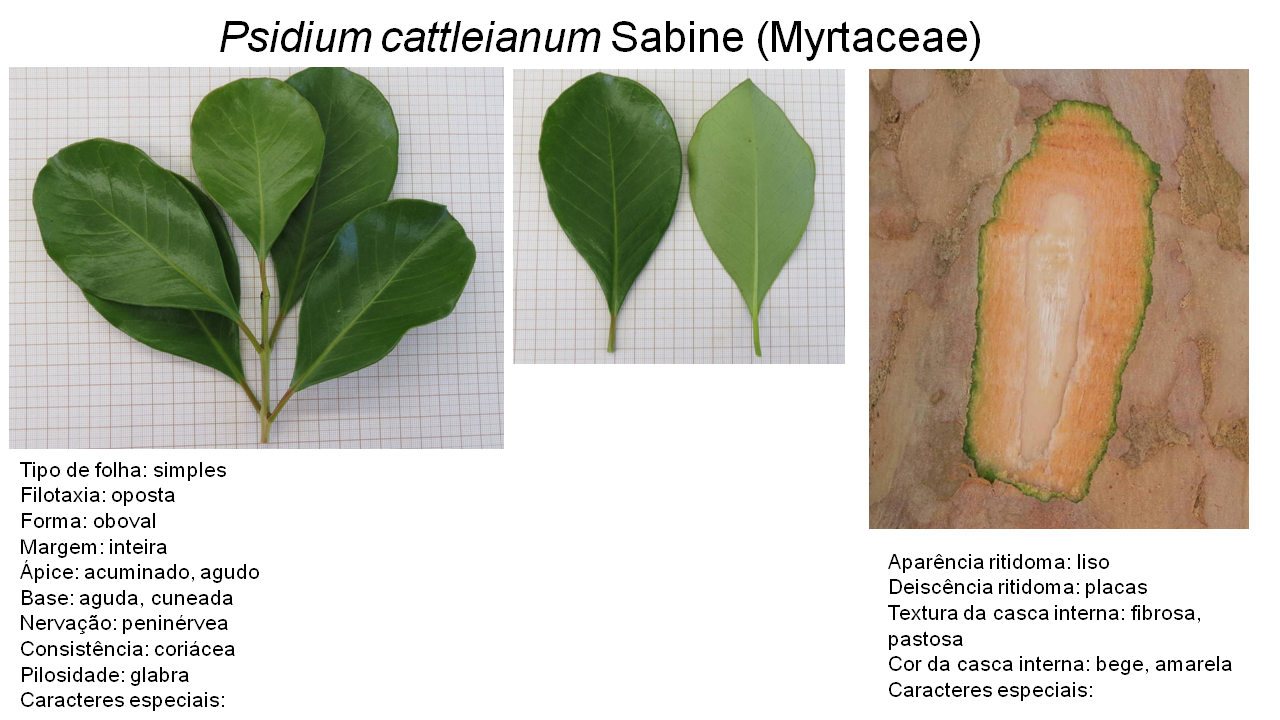 Psidium cattleianum Sabine (Myrtaceae)
Tipo de folha: simples
Filotaxia: oposta
Forma: oboval
Margem: inteira
Ápice: acuminado, agudo
Base: aguda, cuneada
Nervação: peninérvea
Consistência: coriácea
Pilosidade: glabra
Caracteres especiais:
Aparência ritidoma: liso
Deiscência ritidoma: placas
Textura da casca interna: fibrosa,
pastosa
Cor da casca interna: bege, amarela
Caracteres especiais: